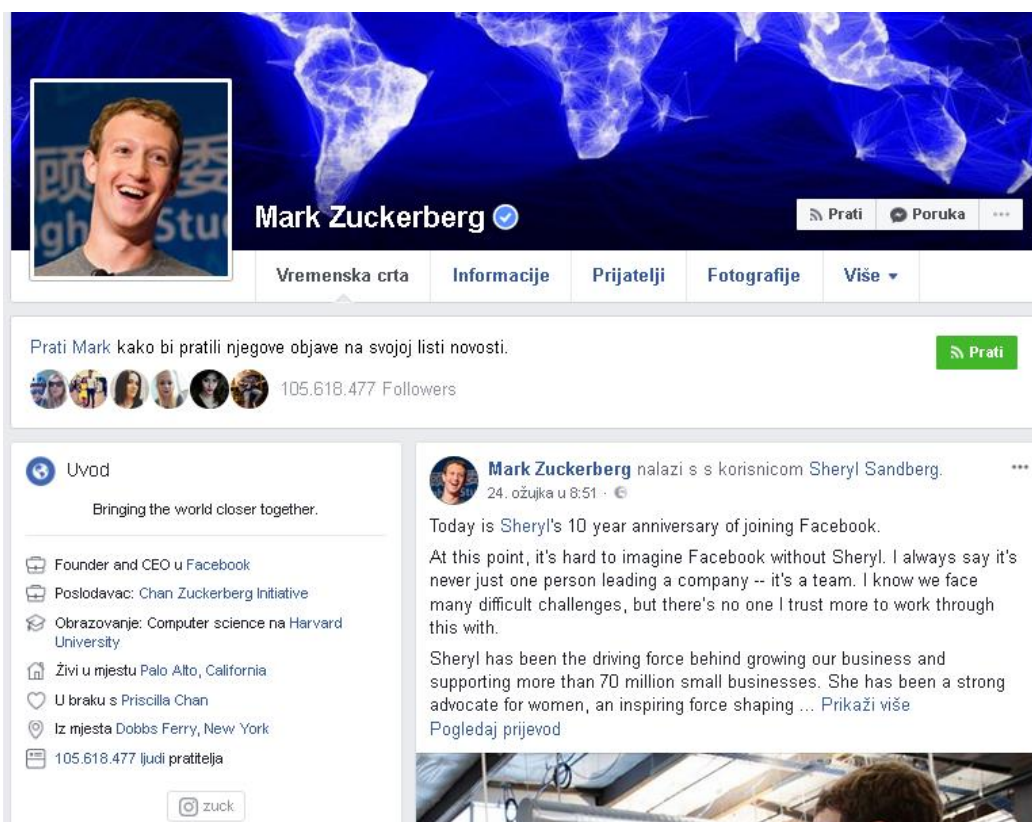 顾 委
gh Stu
Mark Zuckerberg
Prati
Poruka
Vremenska crta
Informacije
Prijatelji
Fotografije
Više
Prati Mark kako bi pratili njegove objave na svojoj listi novosti.
Prati
105.618.477 Followers
Uvod
Bringing the world closer together.
Founder and CEO u Facebook
Poslodavac: Chan Zuckerberg Initiative
Obrazovanje: Computer science na Harvard
University
Živi u mjestu Palo Alto, California
U braku s Priscilla Chan
Iz mjesta Dobbs Ferry, New York
105.618.477 ljudi pratitelja
zuck
Mark Zuckerberg nalazi s s korisnicom Sheryl Sandberg.
24. ožujka u 8:51 ·
Today is Sheryl's 10 year anniversary of joining Facebook.
At this point, it's hard to imagine Facebook without Sheryl. I always say it's
never just one person leading a company -- it's a team. I know we face
many difficult challenges, but there's no one I trust more to work through
this with.
Sheryl has been the driving force behind growing our business and
supporting more than 70 million small businesses. She has been a strong
advocate for women, an inspiring force shaping ... Prikaži više
Pogledaj prijevod